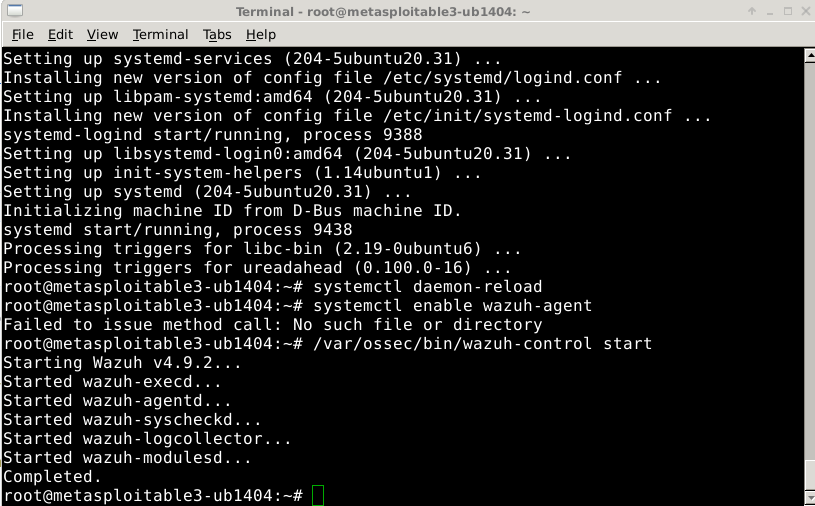 Terminal - root@metasploitable3-ub1404: ~
File Edit View Terminal Tabs Help
Setting up systemd-services (204-5ubuntu20.31) ...
Installing new version of config file /etc/systemd/logind.conf ...
Setting up libpam-systemd:amd64 (204-5ubuntu20.31) ...
Installing new version of config file /etc/init/systemd-logind.conf ...
systemd-logind start/running, process 9388
Setting up libsystemd-login0:amd64 (204-5ubuntu20.31) ...
Setting up init-system-helpers (1.14ubuntu1) ...
Setting up systemd (204-5ubuntu20.31) ...
Initializing machine ID from D-Bus machine ID.
systemd start/running, process 9438
Processing triggers for libc-bin (2.19-0ubuntu6) ...
Processing triggers for ureadahead (0.100.0-16) ...
root@metasploitable3-ub1404:~# systemctl daemon-reload
root@metasploitable3-ub1404:~# systemctl enable wazuh-agent
Failed to issue method call: No such file or directory
root@metasploitable3-ub1404:~# /var/ossec/bin/wazuh-control start
Starting Wazuh v4.9.2...
Started wazuh-execd...
Started wazuh-agentd...
Started wazuh-syscheckd...
Started wazuh-logcollector...
Started wazuh-modulesd...
Completed.
root@metasploitable3-ub1404:~#